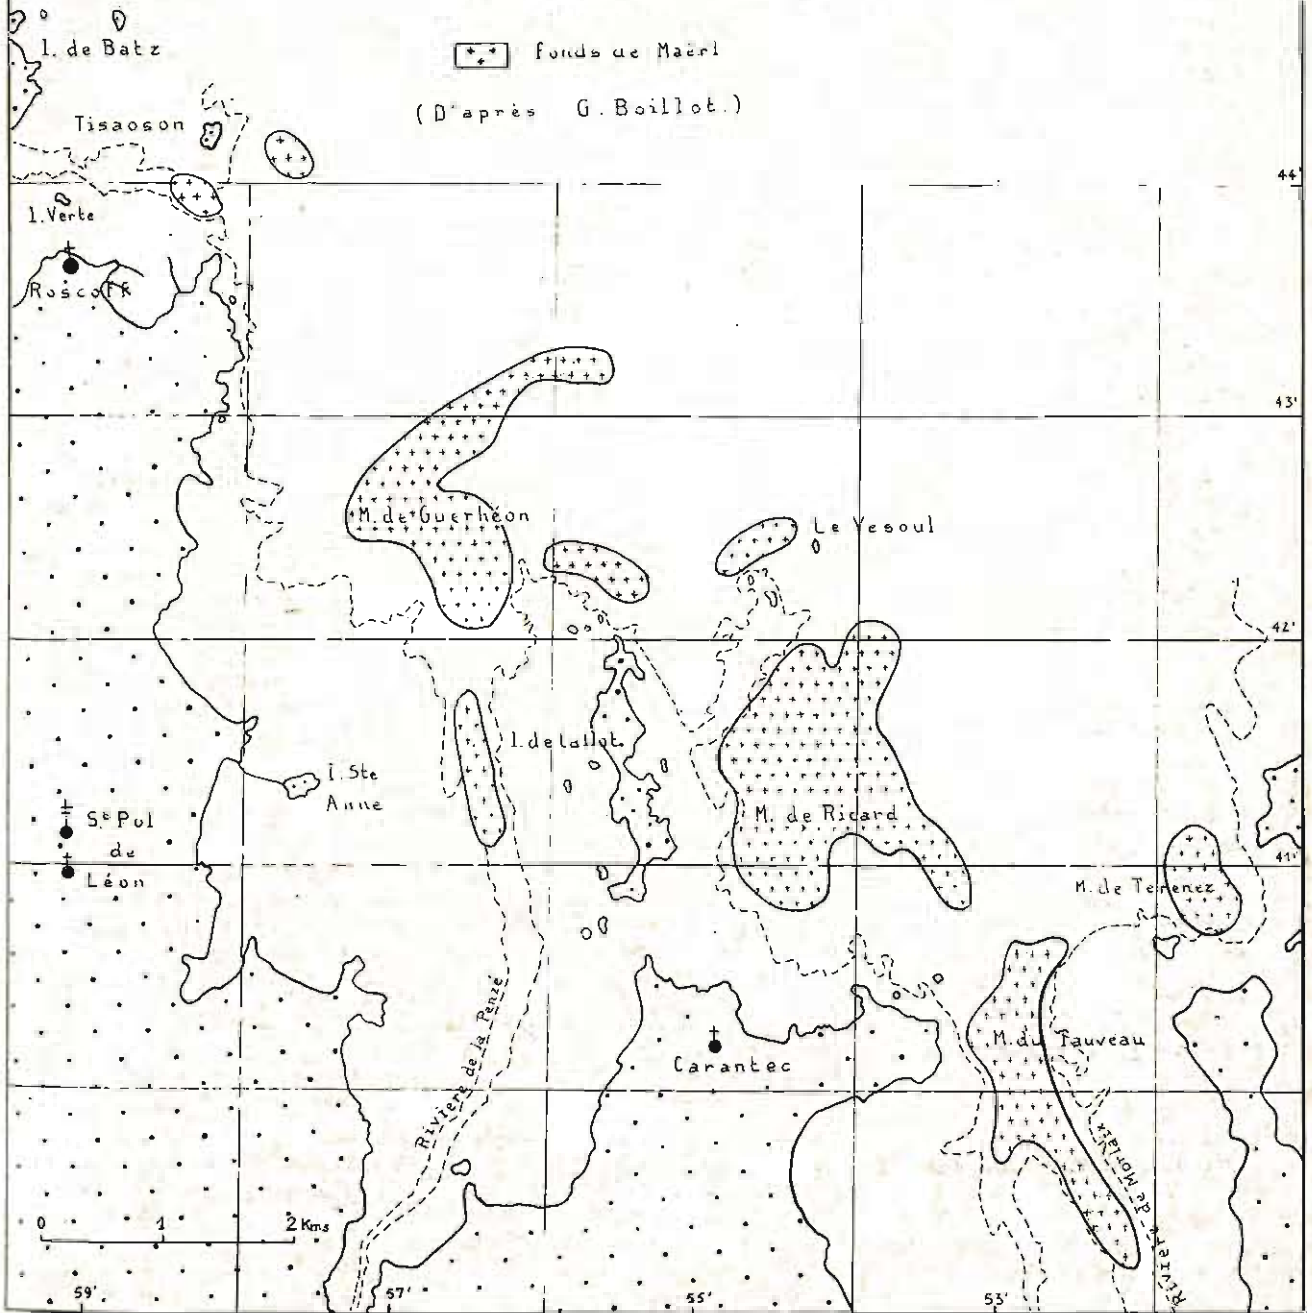 I. de Batz
Fonds de Maërl
(D'après G. Boillot.)
Tisaoson
44'
I. Verte
Roscoff
43'
M. de Guerhéon
Le Vesoul
42'
I. de Callot
I. Ste
Anne
M. de Ricard
St Pol
de
Léon
41'
M. de Terenez
Rivière de la Penzé
M. du Tauveau
Carantec
Rivière de Morlaix
0 1 2 Kms
59' 57' 55' 53'